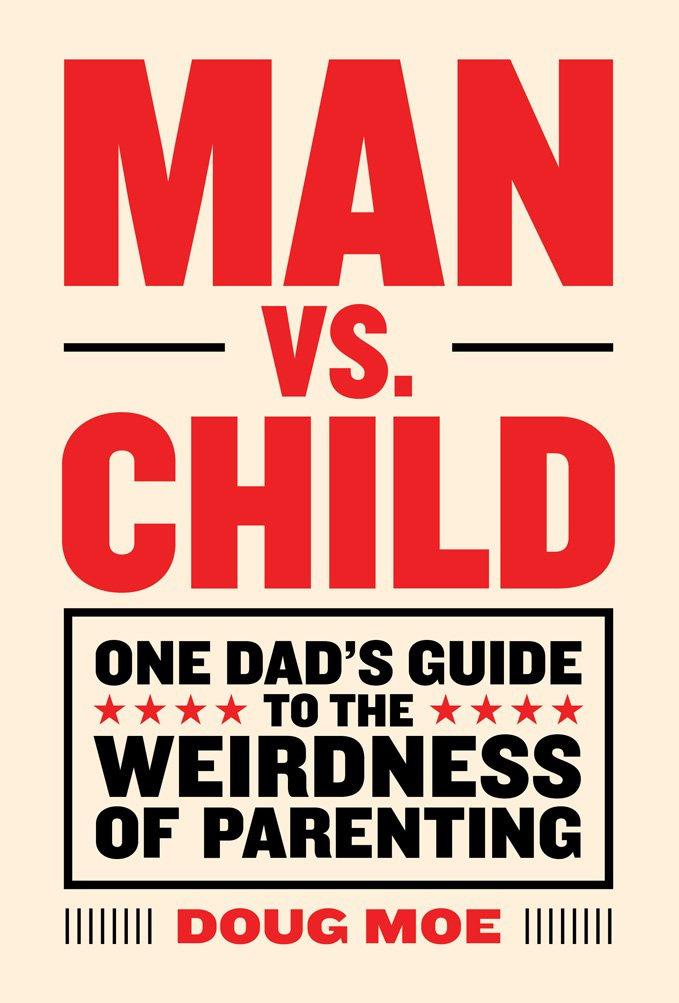 MAN
VS.
CHILD
ONE DAD'S GUIDE
TO THE
WEIRDNESS
OF PARENTING
DOUG MOE